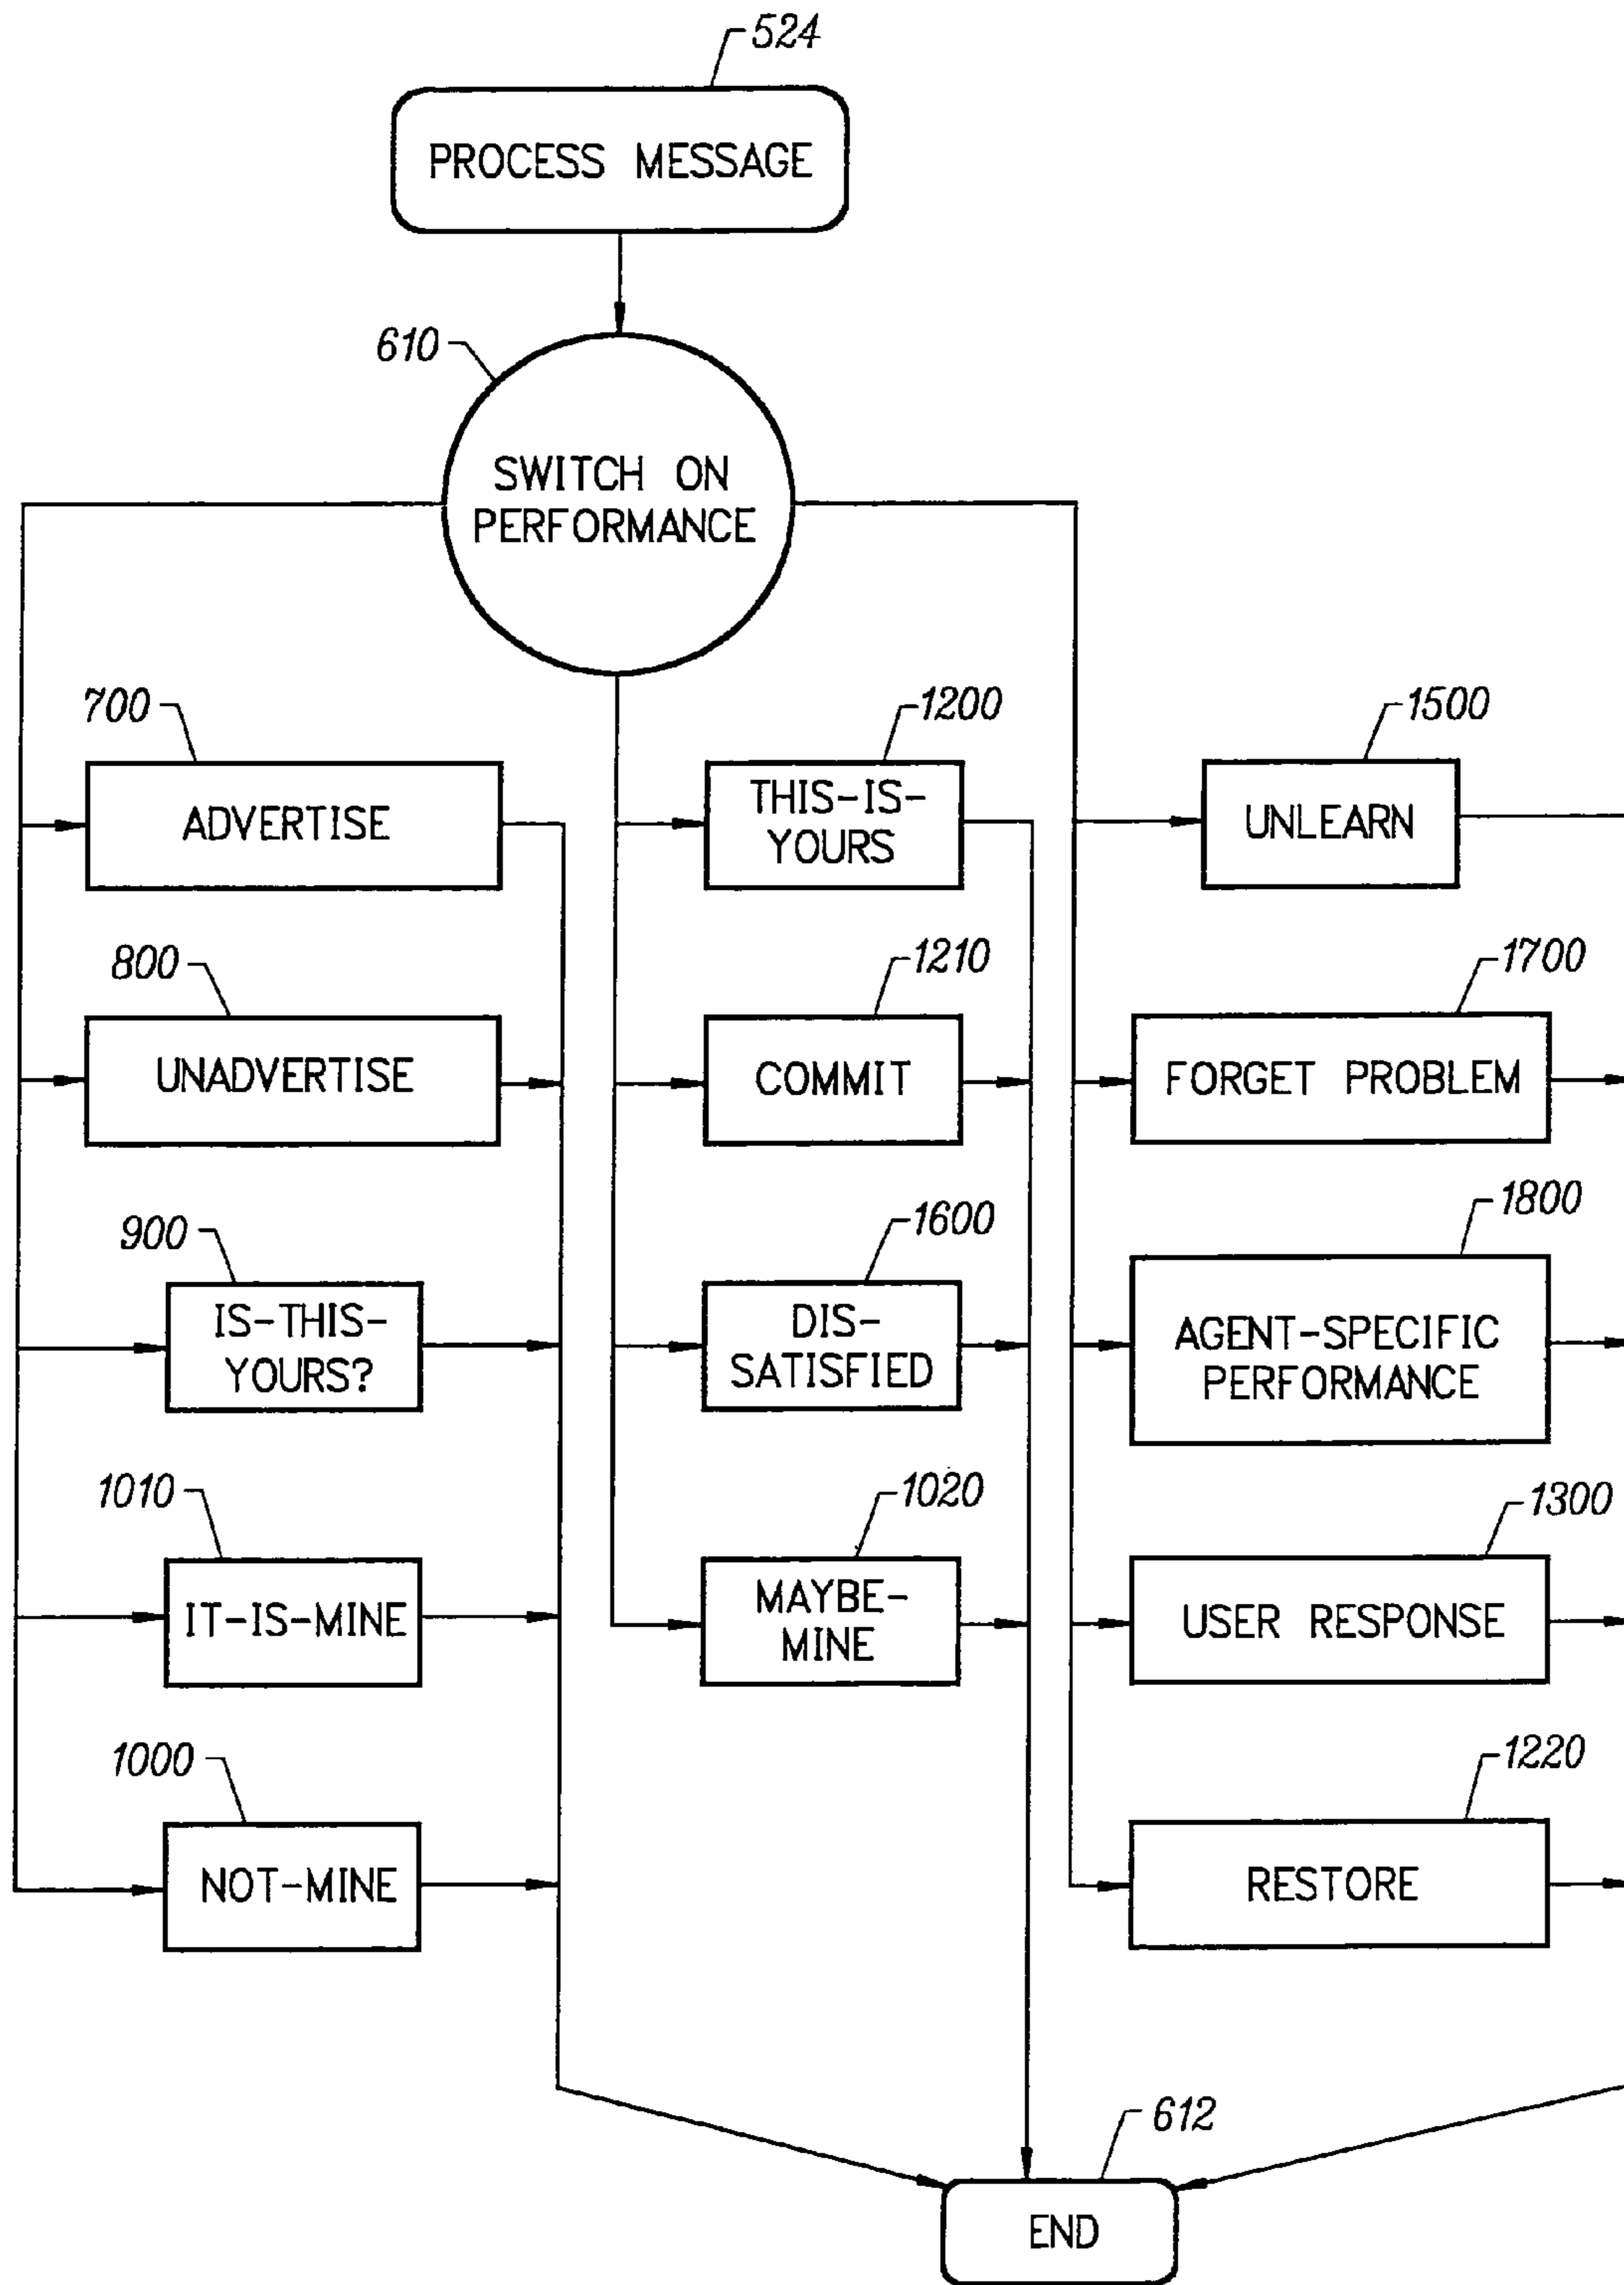 524
PROCESS MESSAGE
610
SWITCH ON
PERFORMANCE
700
ADVERTISE
800
UNADVERTISE
900
IS-THIS-
YOURS?
1010
IT-IS-MINE
1000
NOT-MINE
1200
THIS-IS-
YOURS
1210
COMMIT
1600
DIS-
SATISFIED
1020
MAYBE-
MINE
1500
UNLEARN
1700
FORGET PROBLEM
1800
AGENT-SPECIFIC
PERFORMANCE
1300
USER RESPONSE
1220
RESTORE
612
END